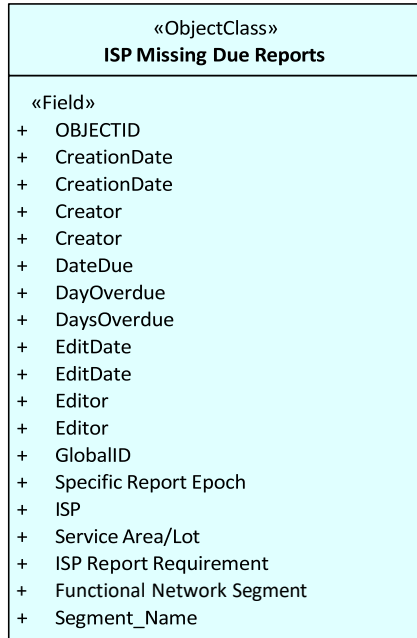 «ObjectClass»
ISP Missing Due Reports
«Field»
+ OBJECTID
+ CreationDate
+ CreationDate
+ Creator
+ Creator
+ DateDue
+ DayOverdue
+ DaysOverdue
+ EditDate
+ EditDate
+ Editor
+ Editor
+ GlobalID
+ Specific Report Epoch
+ ISP
+ Service Area/Lot
+ ISP Report Requirement
+ Functional Network Segment
+ Segment_Name